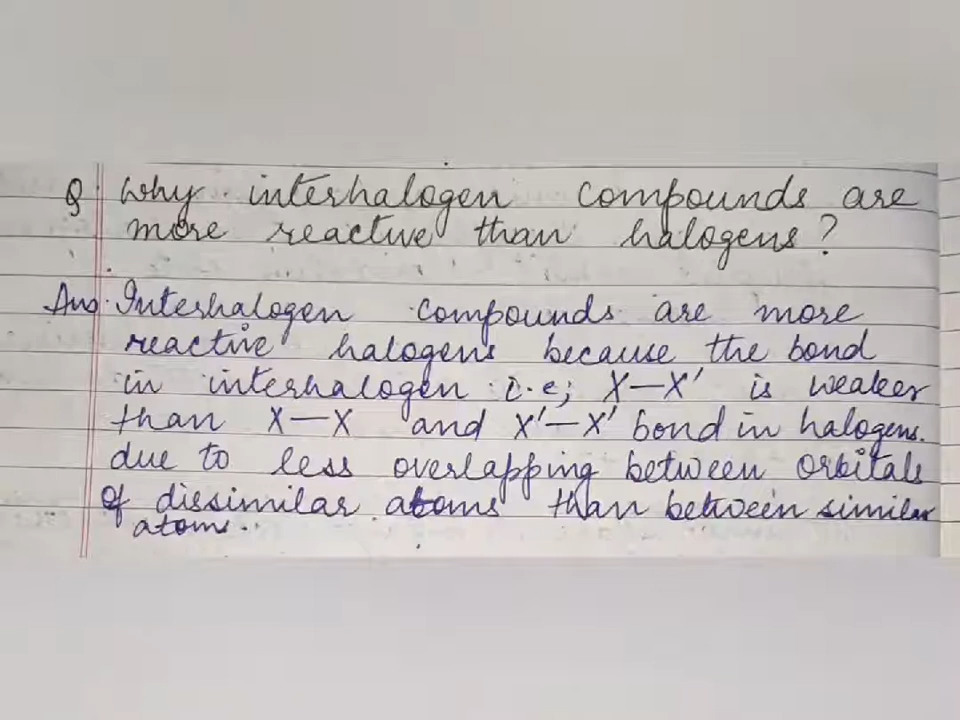 Q. Why interhalogen compounds are
more reactive than halogens?
Ans. Interhalogen compounds are more
reactive halogens because the bond
in interhalogen i.e; X—X' is weaker
than X—X and X'—X' bond in halogens.
due to less overlapping between orbitals
of dissimilar atoms than between similar
atoms..